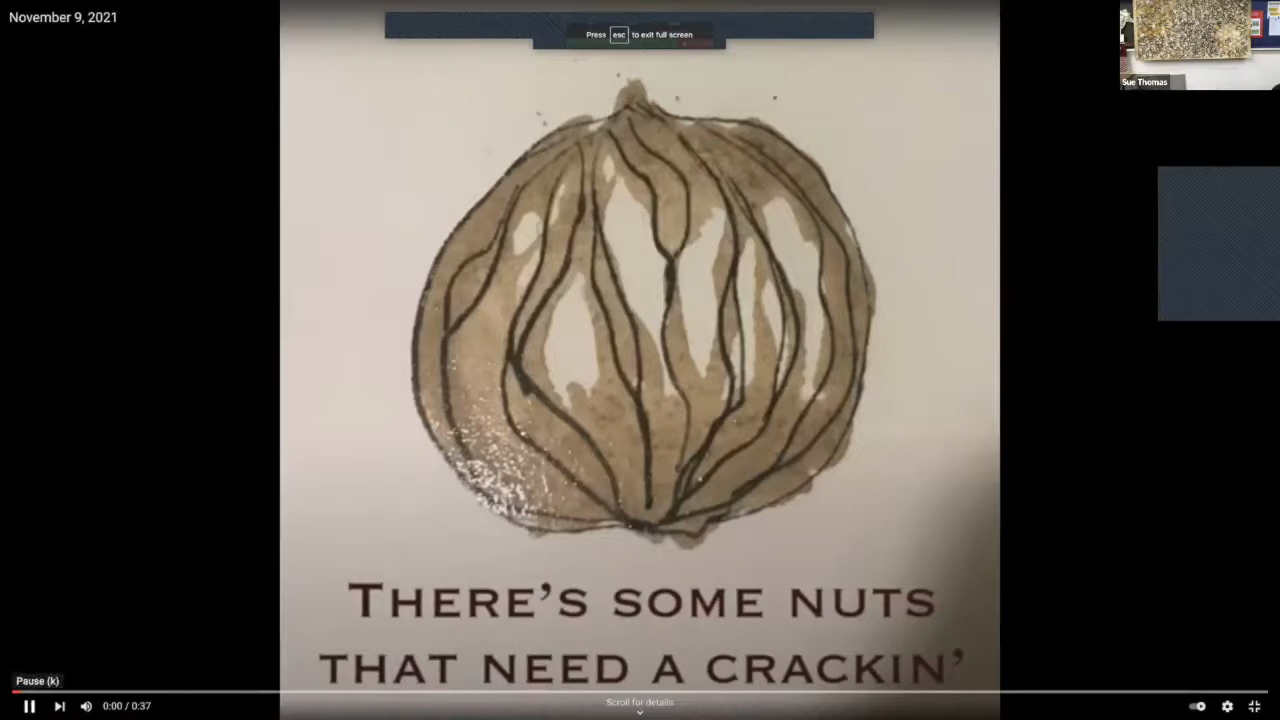 November 9, 2021
Press esc to exit full screen
Sue Thomas
THERE'S SOME NUTS
THAT NEED A CRACKIN'
Pause (k)
0:00 / 0:37
Scroll for details